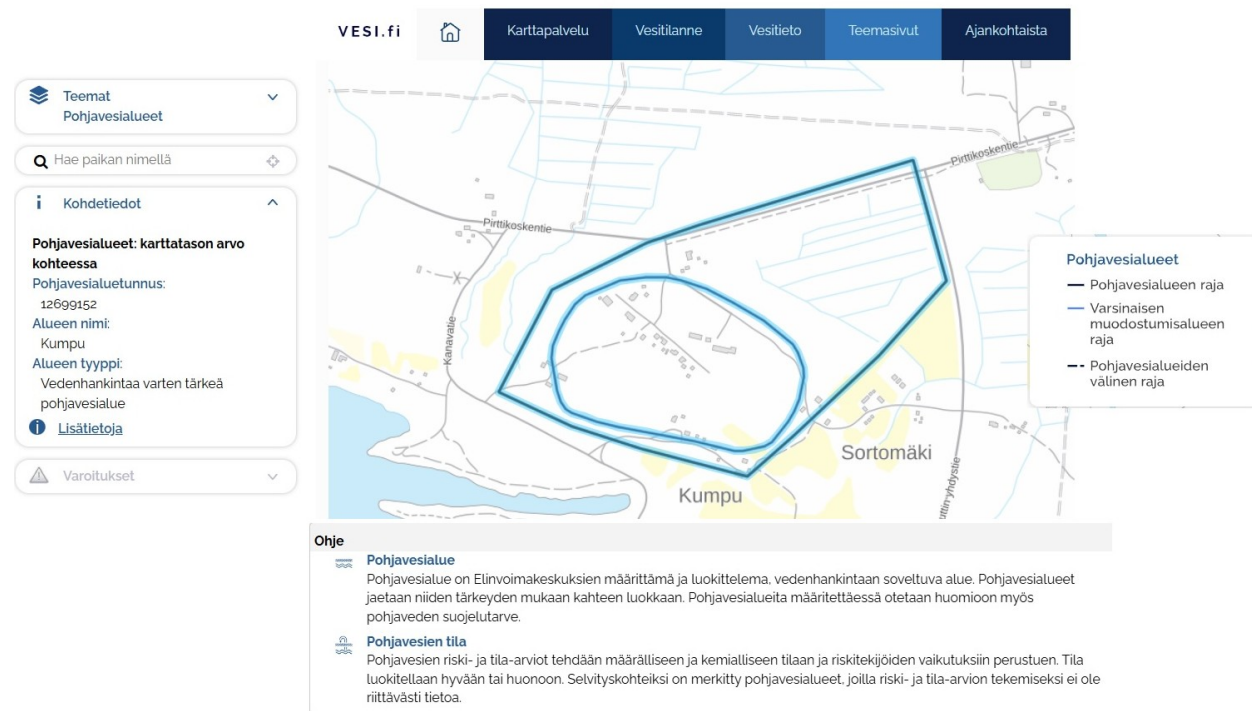 VESI.fi
Karttapalvelu
Vesitilanne
Vesitieto
Teemasivut
Ajankohtaista
Teemat
Pohjavesialueet
Hae paikan nimellä
Kohdetiedot
Pohjavesialueet: karttatason arvo
kohteessa
Pohjavesialuetunnus:
12699152
Alueen nimi:
Kumpu
Alueen tyyppi:
Vedenhankintaa varten tärkeä
pohjavesialue
Lisätietoja
Varoitukset
Pirttikoskentie
Pirttikoskentie
Kanavatie
Sortomäki
Kumpu
yhdystie
Pohjavesialueet
Pohjavesialueen raja
Varsinaisen
muodostumisalueen
raja
Pohjavesialueiden
välinen raja
Ohje
Pohjavesialue
Pohjavesialue on Elinvoimakeskuksien määrittämä ja luokittelema, vedenhankintaan soveltuva alue. Pohjavesialueet
jaetaan niiden tärkeyden mukaan kahteen luokkaan. Pohjavesialueita määritettäessä otetaan huomioon myös
pohjaveden suojelutarve.
Pohjavesien tila
Pohjavesien riski- ja tila-arviot tehdään määrälliseen ja kemialliseen tilaan ja riskitekijöiden vaikutuksiin perustuen. Tila
luokitellaan hyvään tai huonoon. Selvityskohteiksi on merkitty pohjavesialueet, joilla riski- ja tila-arvion tekemiseksi ei ole
riittävästi tietoa.